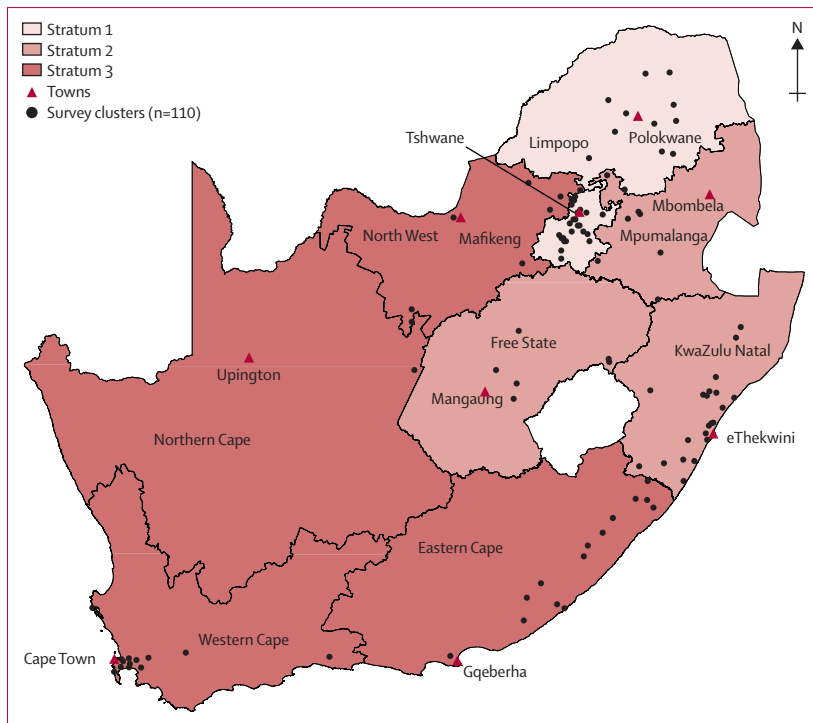 Stratum 1
Stratum 2
Stratum 3
Towns
Survey clusters (n=110)
N
Tshwane
Limpopo
Polokwane
Mbombela
North West
Mafikeng
Mpumalanga
Free State
KwaZulu Natal
Upington
Mangaung
Northern Cape
eThekwini
Eastern Cape
Western Cape
Cape Town
Gqeberha